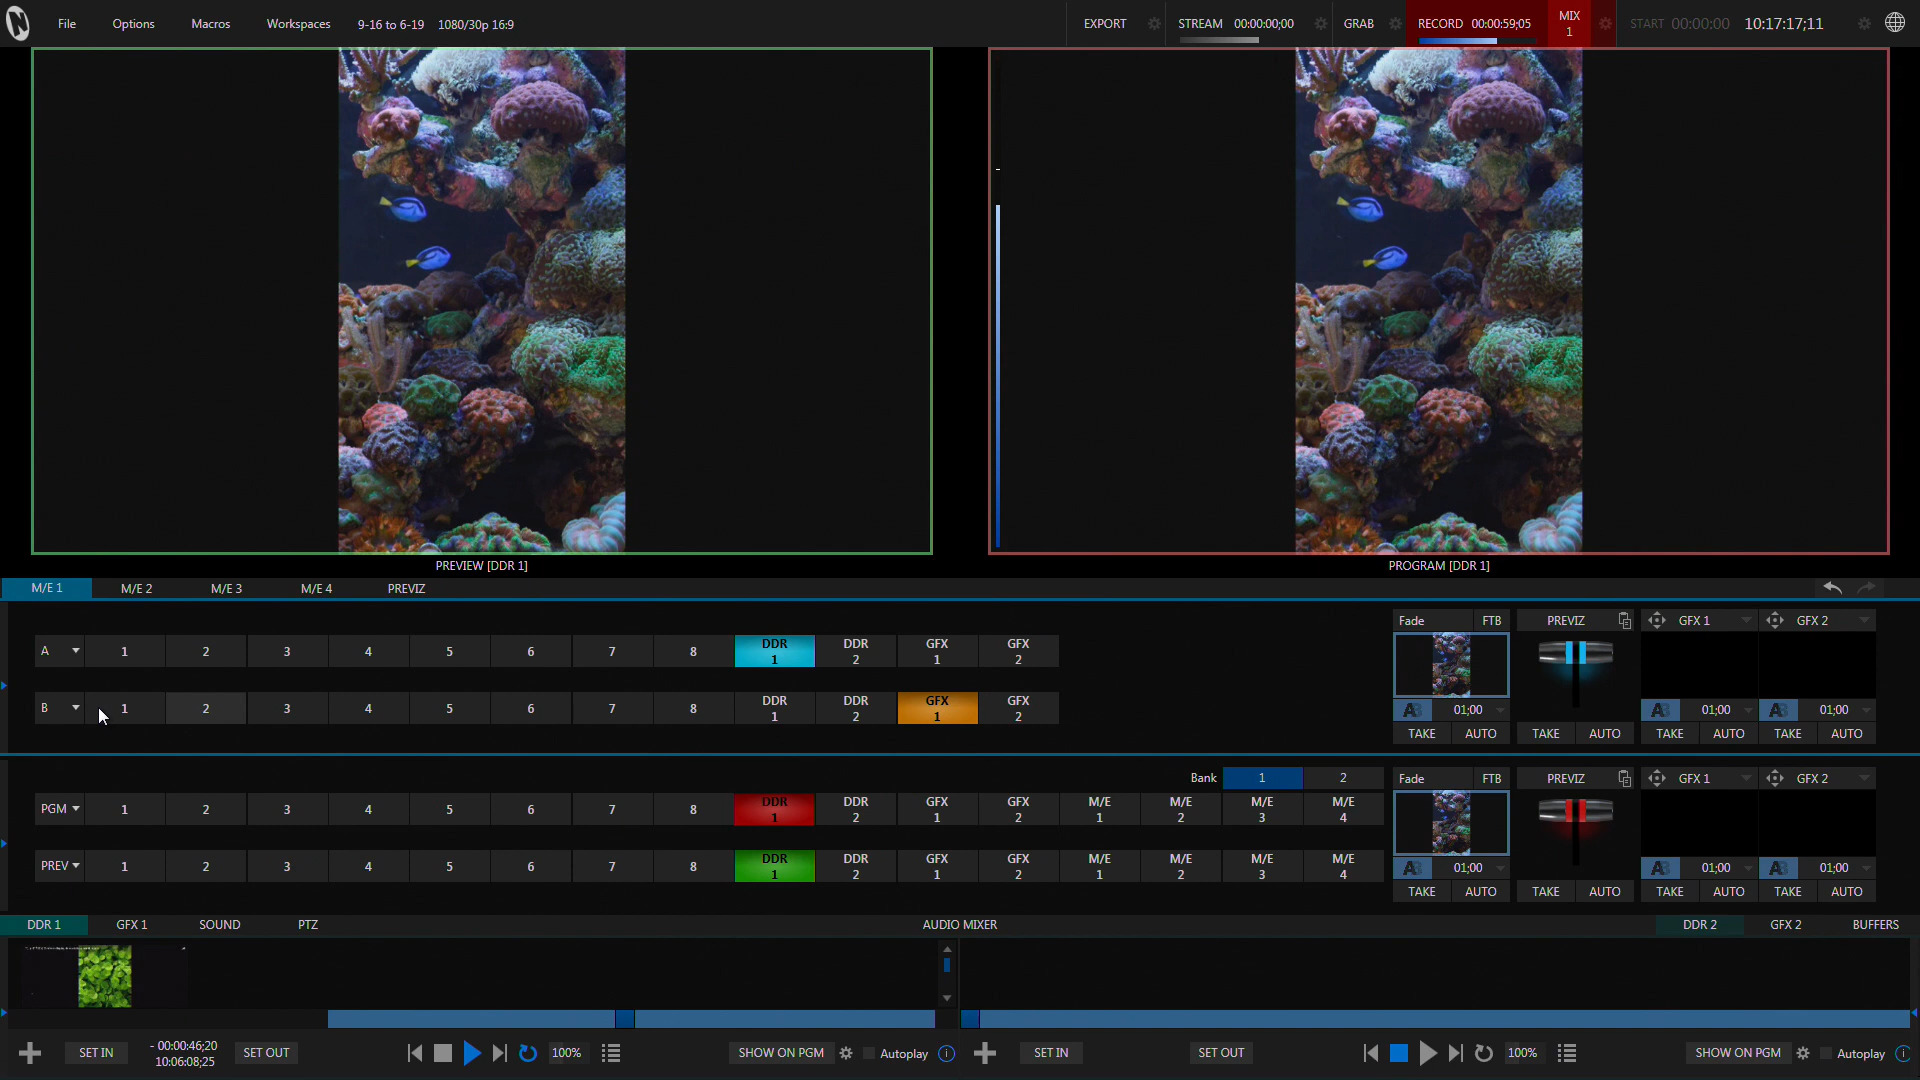 File Options Macros Workspaces 9-16 to 6-19 1080/30p 16:9 EXPORT STREAM 00:00:00;00 GRAB RECORD 00:00:59;05 MIX 1 START 00:00:00 10:17:17;11
PREVIEW [DDR 1] PROGRAM [DDR 1]
M/E 1 M/E 2 M/E 3 M/E 4 PREVIZ
Fade FTB PREVIZ GFX 1 GFX 2
A 1 2 3 4 5 6 7 8 DDR 1 DDR 2 GFX 1 GFX 2
B 1 2 3 4 5 6 7 8 DDR 1 DDR 2 GFX 1 GFX 2
AB 01;00 AB 01;00 AB 01;00
TAKE AUTO TAKE AUTO TAKE AUTO TAKE AUTO
Bank 1 2 Fade FTB PREVIZ GFX 1 GFX 2
PGM 1 2 3 4 5 6 7 8 DDR 1 DDR 2 GFX 1 GFX 2 M/E 1 M/E 2 M/E 3 M/E 4
PREV 1 2 3 4 5 6 7 8 DDR 1 DDR 2 GFX 1 GFX 2 M/E 1 M/E 2 M/E 3 M/E 4
AB 01;00 AB 01;00 AB 01;00
TAKE AUTO TAKE AUTO TAKE AUTO TAKE AUTO
DDR 1 GFX 1 SOUND PTZ AUDIO MIXER DDR 2 GFX 2 BUFFERS
SET IN - 00:00:46;20 SET OUT 100% SHOW ON PGM Autoplay SET IN SET OUT 100% SHOW ON PGM Autoplay
10:06:08;25